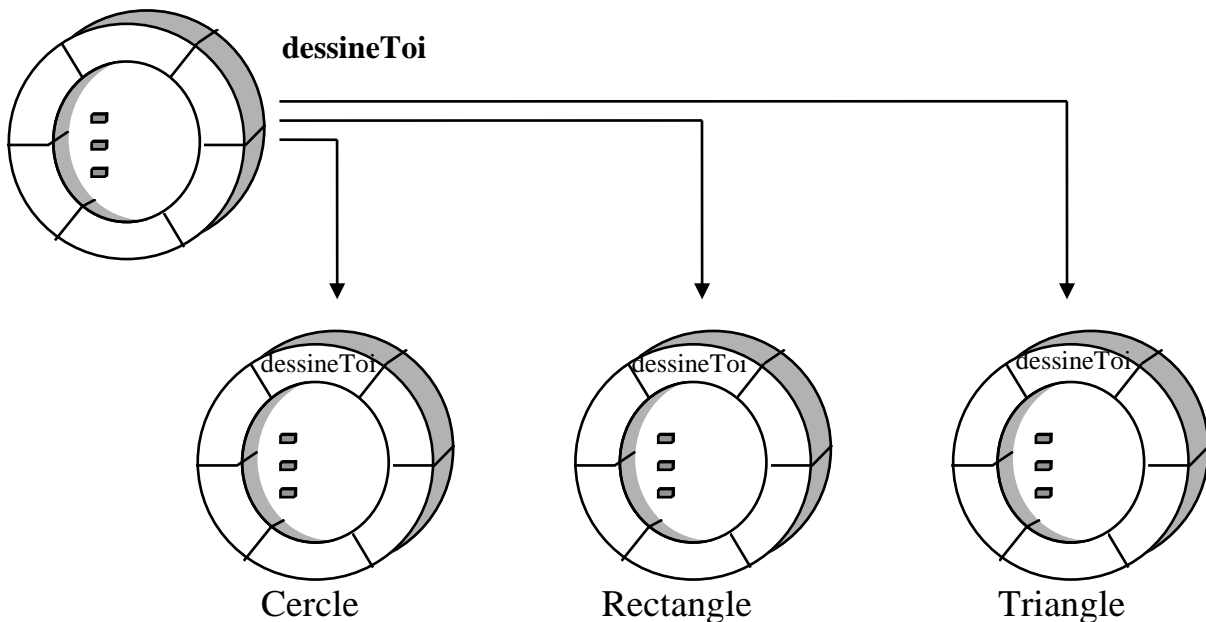 dessineToi
dessineToi
dessineToi
dessineToi
Cercle
Rectangle
Triangle